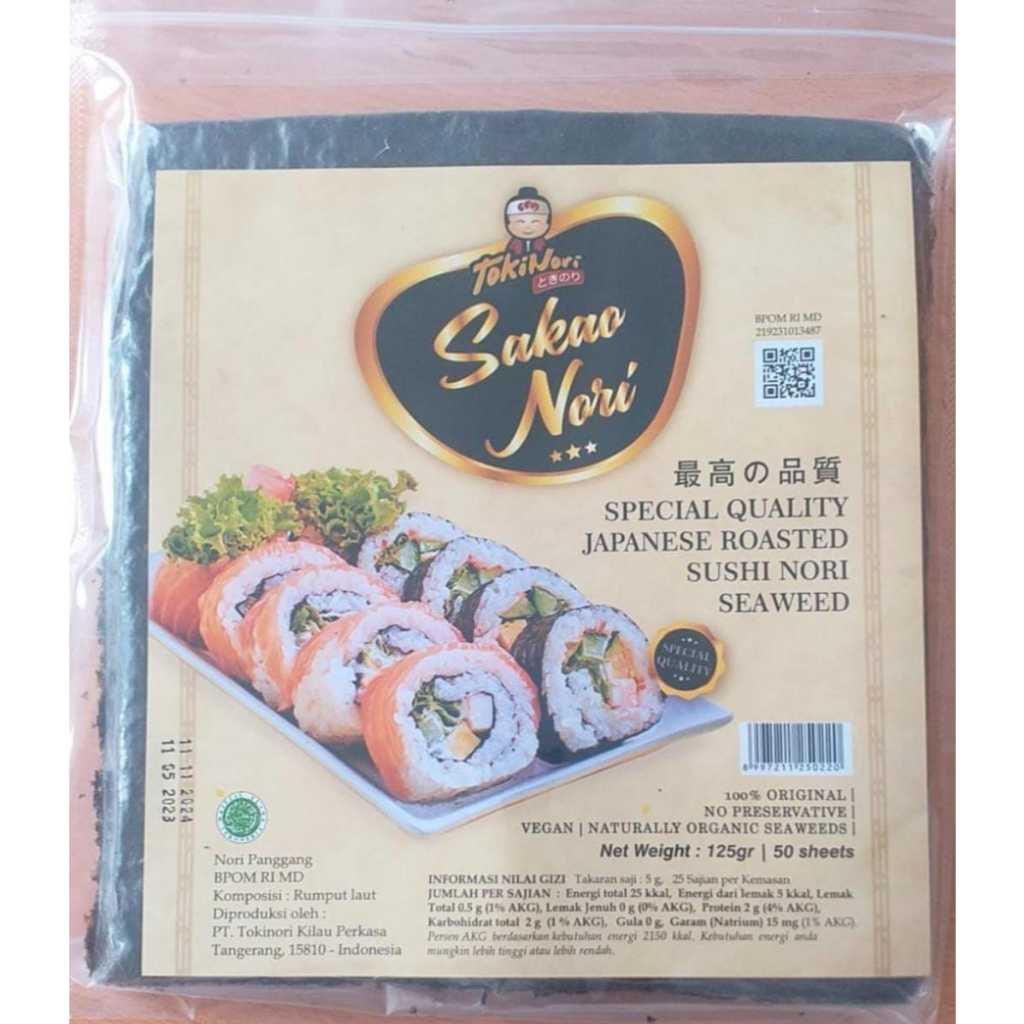 TokiNori
ときのり
Sakao
Nori
BPOM RI MD
219231013487
最高の品質
SPECIAL QUALITY
JAPANESE ROASTED
SUSHI NORI
SEAWEED
SPECIAL
QUALITY
11 11 2024
11 05 2023
8 997211 250220
100% ORIGINAL |
NO PRESERVATIVE |
VEGAN | NATURALLY ORGANIC SEAWEEDS |
Net Weight : 125gr | 50 sheets
Nori Panggang
BPOM RI MD
Komposisi : Rumput laut
Diproduksi oleh :
PT. Tokinori Kilau Perkasa
Tangerang, 15810 - Indonesia
INFORMASI NILAI GIZI Takaran saji : 5 g, 25 Sajian per Kemasan
JUMLAH PER SAJIAN : Energi total 25 kkal, Energi dari lemak 5 kkal, Lemak
Total 0.5 g (1% AKG), Lemak Jenuh 0 g (0% AKG), Protein 2 g (4% AKG),
Karbohidrat total 2 g (1 % AKG), Gula 0 g, Garam (Natrium) 15 mg (1% AKG).
Persen AKG berdasarkan kebutuhan energi 2150 kkal. Kebutuhan energi anda
mungkin lebih tinggi atau lebih rendah.